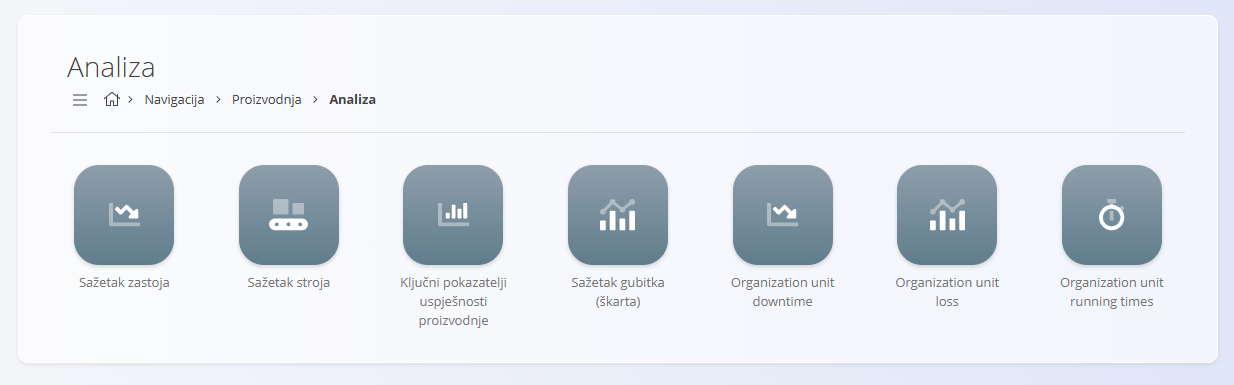 Analiza
Navigacija > Proizvodnja > Analiza
Sažetak zastoja
Sažetak stroja
Ključni pokazatelji
uspješnosti
proizvodnje
Sažetak gubitka
(škarta)
Organization unit
downtime
Organization unit
loss
Organization unit
running times